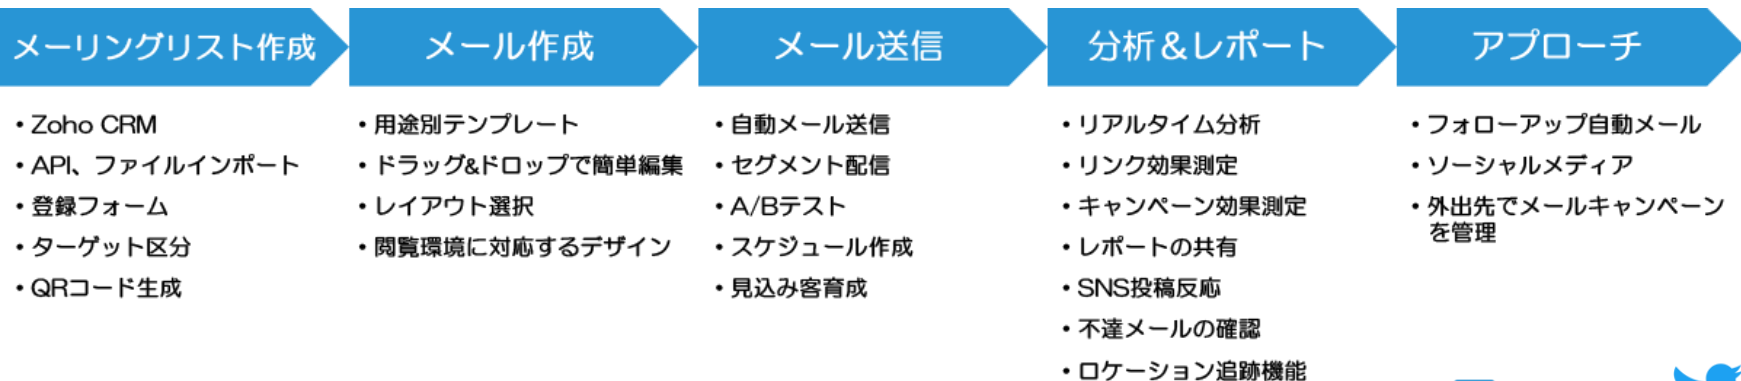 メーリングリスト作成
・Zoho CRM
・API、ファイルインポート
・登録フォーム
・ターゲット区分
・QRコード生成
メール作成
・用途別テンプレート
・ドラッグ&ドロップで簡単編集
・レイアウト選択
・閲覧環境に対応するデザイン
メール送信
・自動メール送信
・セグメント配信
・A/Bテスト
・スケジュール作成
・見込み客育成
分析&レポート
・リアルタイム分析
・リンク効果測定
・キャンペーン効果測定
・レポートの共有
・SNS投稿反応
・不達メールの確認
・ロケーション追跡機能
アプローチ
・フォローアップ自動メール
・ソーシャルメディア
・外出先でメールキャンペーン
を管理